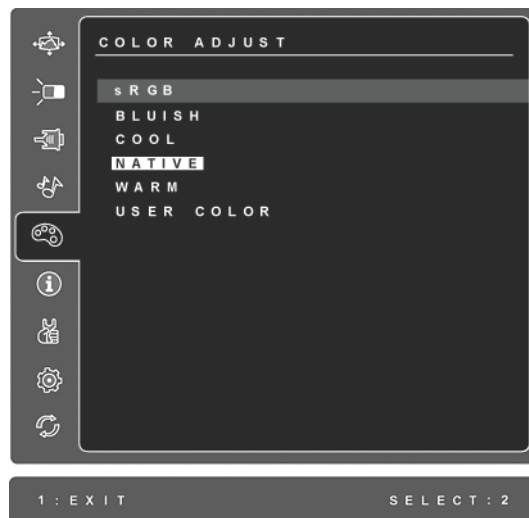 COLOR ADJUST
sRGB
BLUISH
COOL
NATIVE
WARM
USER COLOR
1:EXIT SELECT:2